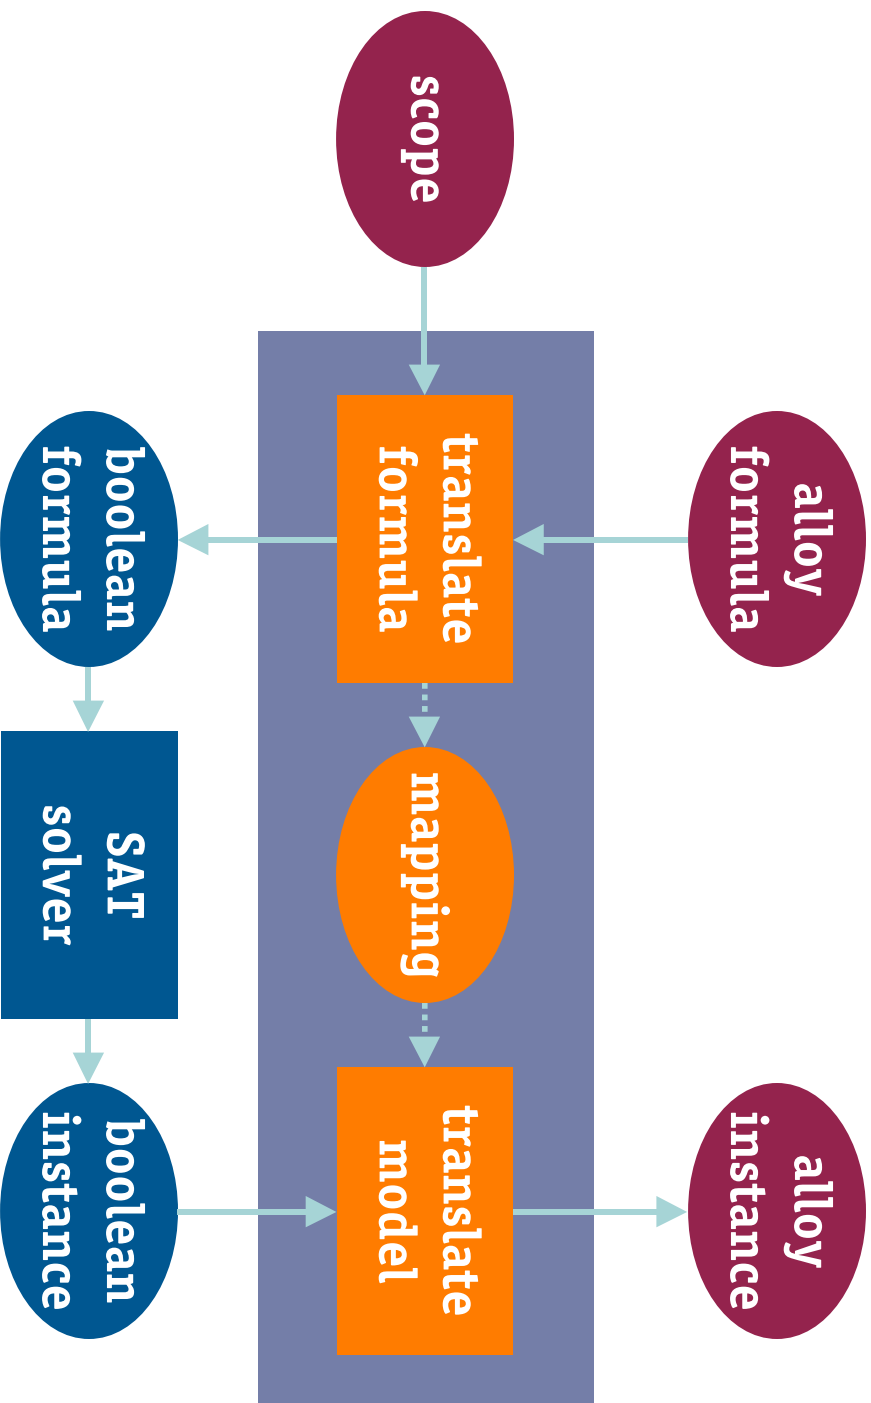 alloy
formula
alloy
instance
scope
translate
formula
mapping
translate
model
boolean
formula
SAT
solver
boolean
instance